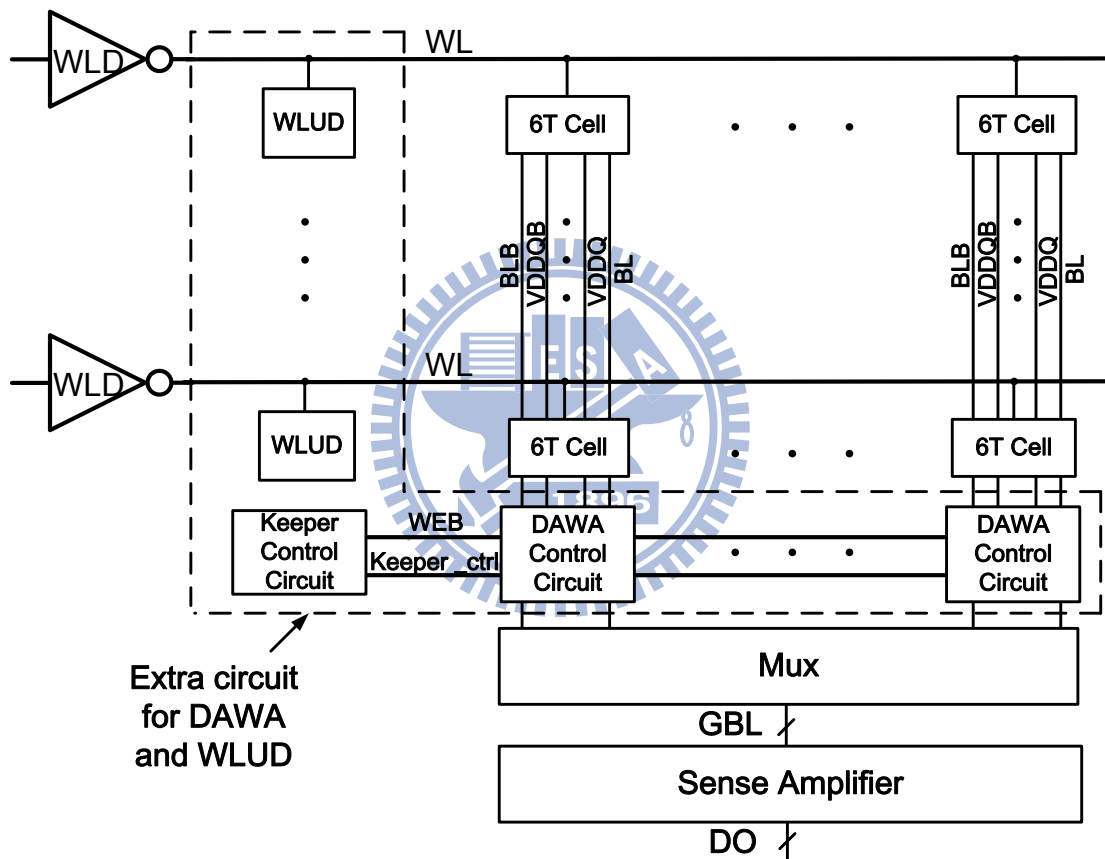 WLD
WL
WLUD
6T Cell
6T Cell
BLB
VDDQB
VDDQ
BL
BLB
VDDQB
VDDQ
BL
E S A
WLD
WL
WLUD
6T Cell
6T Cell
1896
Keeper
Control
Circuit
WEB
Keeper_ctrl
DAWA
Control
Circuit
DAWA
Control
Circuit
Extra circuit
for DAWA
and WLUD
Mux
GBL
Sense Amplifier
DO